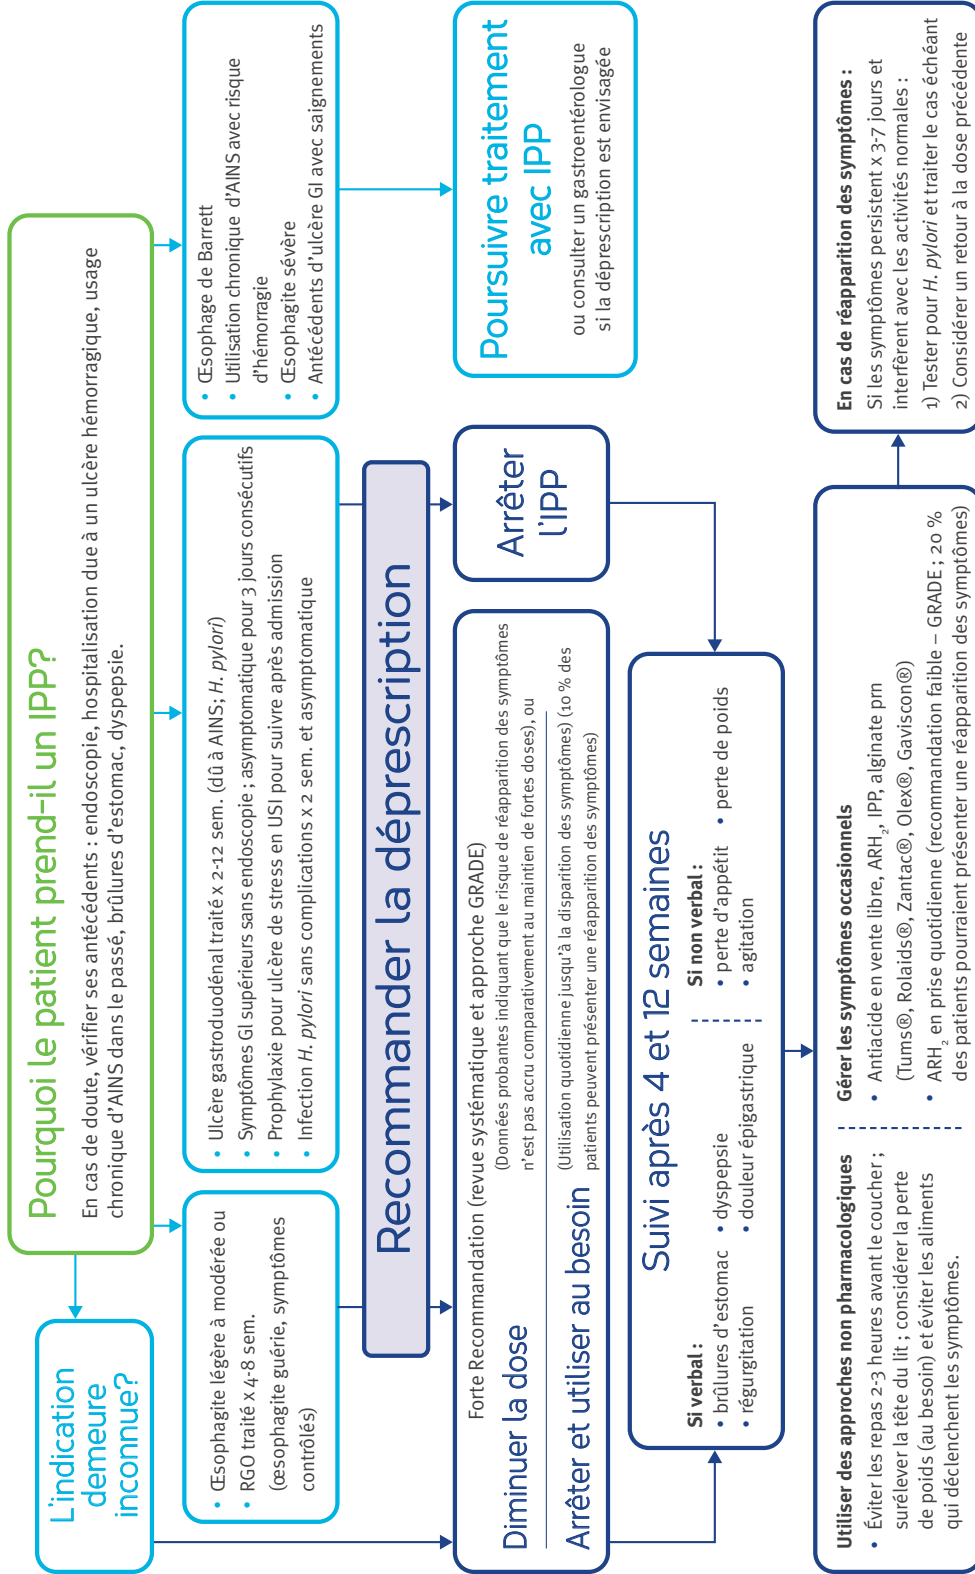 Pourquoi le patient prend-il un IPP?
En cas de doute, vérifier ses antécédents : endoscopie, hospitalisation due à un ulcère hémorragique, usage
chronique d'AINS dans le passé, brûlures d'estomac, dyspepsie.
L'indication
demeure
inconnue?
• Œsophagite légère à modérée ou
• RGO traité x 4-8 sem.
(œsophagite guérie, symptômes
contrôlés)
• Ulcère gastroduodénal traité x 2-12 sem. (dû à AINS; H. pylori)
• Symptômes GI supérieurs sans endoscopie ; asymptomatique pour 3 jours consécutifs
• Prophylaxie pour ulcère de stress en USI pour suivre après admission
• Infection H. pylori sans complications x 2 sem. et asymptomatique
• Œsophage de Barrett
• Utilisation chronique d'AINS avec risque
d'hémorragie
• Œsophagite sévère
• Antécédents d'ulcère GI avec saignements
Recommander la déprescription
Forte Recommandation (revue systématique et approche GRADE)
Diminuer la dose
(Données probantes indiquant que le risque de réapparition des symptômes
n'est pas accru comparativement au maintien de fortes doses), ou
Arrêter et utiliser au besoin
(Utilisation quotidienne jusqu'à la disparition des symptômes) (10 % des
patients peuvent présenter une réapparition des symptômes)
Arrêter
l'IPP
Poursuivre traitement
avec IPP
ou consulter un gastroentérologue
si la déprescription est envisagée
Suivi après 4 et 12 semaines
Si verbal :
• brûlures d'estomac • dyspepsie
• régurgitation • douleur épigastrique
Si non verbal :
• perte d'appétit • perte de poids
• agitation
Utiliser des approches non pharmacologiques
• Éviter les repas 2-3 heures avant le coucher ;
surélever la tête du lit ; considérer la perte
de poids (au besoin) et éviter les aliments
qui déclenchent les symptômes.
Gérer les symptômes occasionnels
• Antiacide en vente libre, ARH₂, IPP, alginate prn
(Tums®, Rolaids®, Zantac®, Olex®, Gaviscon®)
• ARH₂ en prise quotidienne (recommandation faible – GRADE ; 20 %
des patients pourraient présenter une réapparition des symptômes)
En cas de réapparition des symptômes :
Si les symptômes persistent x 3-7 jours et
interfèrent avec les activités normales :
1) Tester pour H. pylori et traiter le cas échéant
2) Considérer un retour à la dose précédente